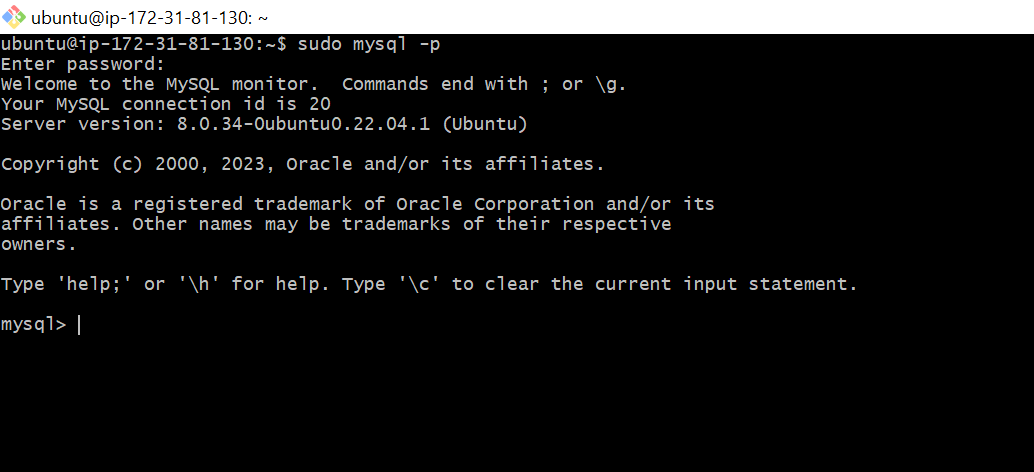 ubuntu@ip-172-31-81-130: ~
ubuntu@ip-172-31-81-130:~$ sudo mysql -p
Enter password:
Welcome to the MySQL monitor.  Commands end with ; or \g.
Your MySQL connection id is 20
Server version: 8.0.34-0ubuntu0.22.04.1 (Ubuntu)
Copyright (c) 2000, 2023, Oracle and/or its affiliates.
Oracle is a registered trademark of Oracle Corporation and/or its
affiliates. Other names may be trademarks of their respective
owners.
Type 'help;' or '\h' for help. Type '\c' to clear the current input statement.
mysql>